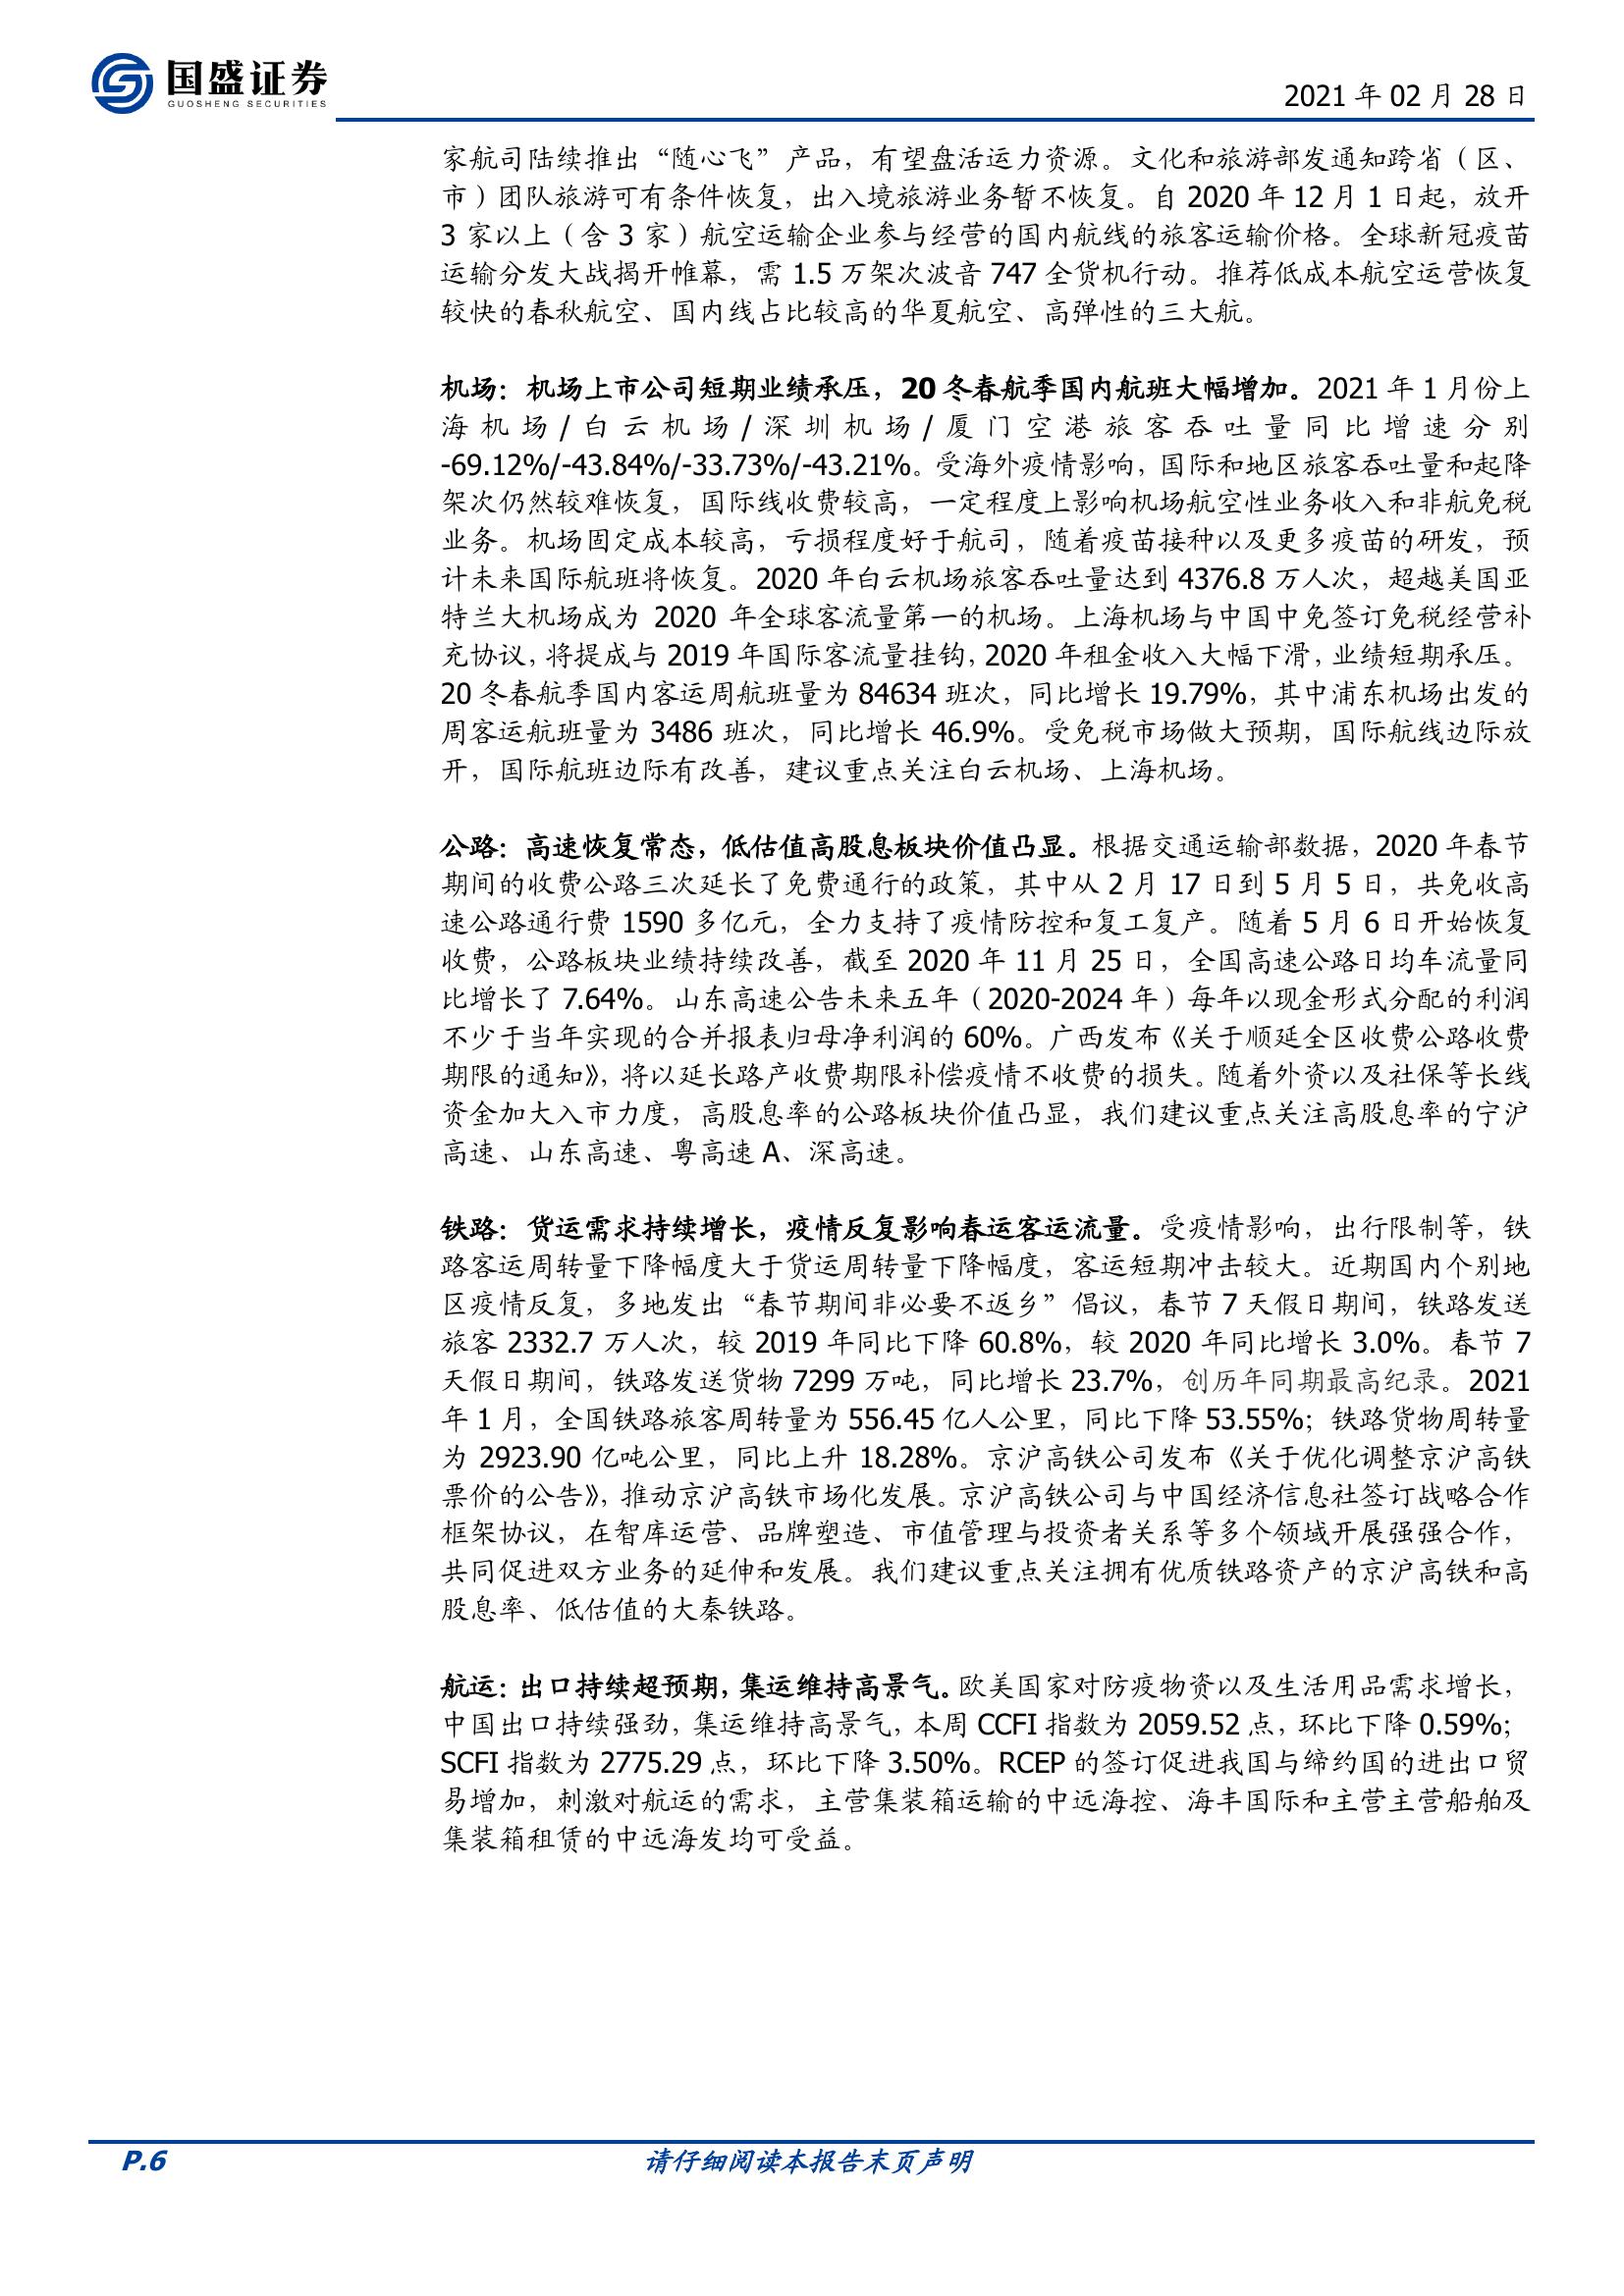 国盛证券
GUOSHENG SECURITIES
2021 年 02 月 28 日
家航司陆续推出“随心飞”产品，有望盘活运力资源。文化和旅游部发通知跨省（区、
市）团队旅游可有条件恢复，出入境旅游业务暂不恢复。自 2020 年 12 月 1 日起，放开
3 家以上（含 3 家）航空运输企业参与经营的国内航线的旅客运输价格。全球新冠疫苗
运输分发大战揭开帷幕，需 1.5 万架次波音 747 全货机行动。推荐低成本航空运营恢复
较快的春秋航空、国内线占比较高的华夏航空、高弹性的三大航。
机场：机场上市公司短期业绩承压，20 冬春航季国内航班大幅增加。2021 年 1 月份上
海机场/白云机场/深圳机场/厦门空港旅客吞吐量同比增速分别
-69.12%/-43.84%/-33.73%/-43.21%。受海外疫情影响，国际和地区旅客吞吐量和起降
架次仍然较难恢复，国际线收费较高，一定程度上影响机场航空性业务收入和非航免税
业务。机场固定成本较高，亏损程度好于航司，随着疫苗接种以及更多疫苗的研发，预
计未来国际航班将恢复。2020 年白云机场旅客吞吐量达到 4376.8 万人次，超越美国亚
特兰大机场成为 2020 年全球客流量第一的机场。上海机场与中国中免签订免税经营补
充协议，将提成与 2019 年国际客流量挂钩，2020 年租金收入大幅下滑，业绩短期承压。
20 冬春航季国内客运周航班量为 84634 班次，同比增长 19.79%，其中浦东机场出发的
周客运航班量为 3486 班次，同比增长 46.9%。受免税市场做大预期，国际航线边际放
开，国际航班边际有改善，建议重点关注白云机场、上海机场。
公路：高速恢复常态，低估值高股息板块价值凸显。根据交通运输部数据，2020 年春节
期间的收费公路三次延长了免费通行的政策，其中从 2 月 17 日到 5 月 5 日，共免收高
速公路通行费 1590 多亿元，全力支持了疫情防控和复工复产。随着 5 月 6 日开始恢复
收费，公路板块业绩持续改善，截至 2020 年 11 月 25 日，全国高速公路日均车流量同
比增长了 7.64%。山东高速公告未来五年（2020-2024 年）每年以现金形式分配的利润
不少于当年实现的合并报表归母净利润的 60%。广西发布《关于顺延全区收费公路收费
期限的通知》，将以延长路产收费期限补偿疫情不收费的损失。随着外资以及社保等长线
资金加大入市力度，高股息率的公路板块价值凸显，我们建议重点关注高股息率的宁沪
高速、山东高速、粤高速 A、深高速。
铁路：货运需求持续增长，疫情反复影响春运客运流量。受疫情影响，出行限制等，铁
路客运周转量下降幅度大于货运周转量下降幅度，客运短期冲击较大。近期国内个别地
区疫情反复，多地发出“春节期间非必要不返乡”倡议，春节 7 天假日期间，铁路发送
旅客 2332.7 万人次，较 2019 年同比下降 60.8%，较 2020 年同比增长 3.0%。春节 7
天假日期间，铁路发送货物 7299 万吨，同比增长 23.7%，创历年同期最高纪录。2021
年 1 月，全国铁路旅客周转量为 556.45 亿人公里，同比下降 53.55%；铁路货物周转量
为 2923.90 亿吨公里，同比上升 18.28%。京沪高铁公司发布《关于优化调整京沪高铁
票价的公告》，推动京沪高铁市场化发展。京沪高铁公司与中国经济信息社签订战略合作
框架协议，在智库运营、品牌塑造、市值管理与投资者关系等多个领域开展强强合作，
共同促进双方业务的延伸和发展。我们建议重点关注拥有优质铁路资产的京沪高铁和高
股息率、低估值的大秦铁路。
航运：出口持续超预期，集运维持高景气。欧美国家对防疫物资以及生活用品需求增长，
中国出口持续强劲，集运维持高景气，本周 CCFI 指数为 2059.52 点，环比下降 0.59%；
SCFI 指数为 2775.29 点，环比下降 3.50%。RCEP 的签订促进我国与缔约国的进出口贸
易增加，刺激对航运的需求，主营集装箱运输的中远海控、海丰国际和主营主营船舶及
集装箱租赁的中远海发均可受益。
P.6
请仔细阅读本报告末页声明